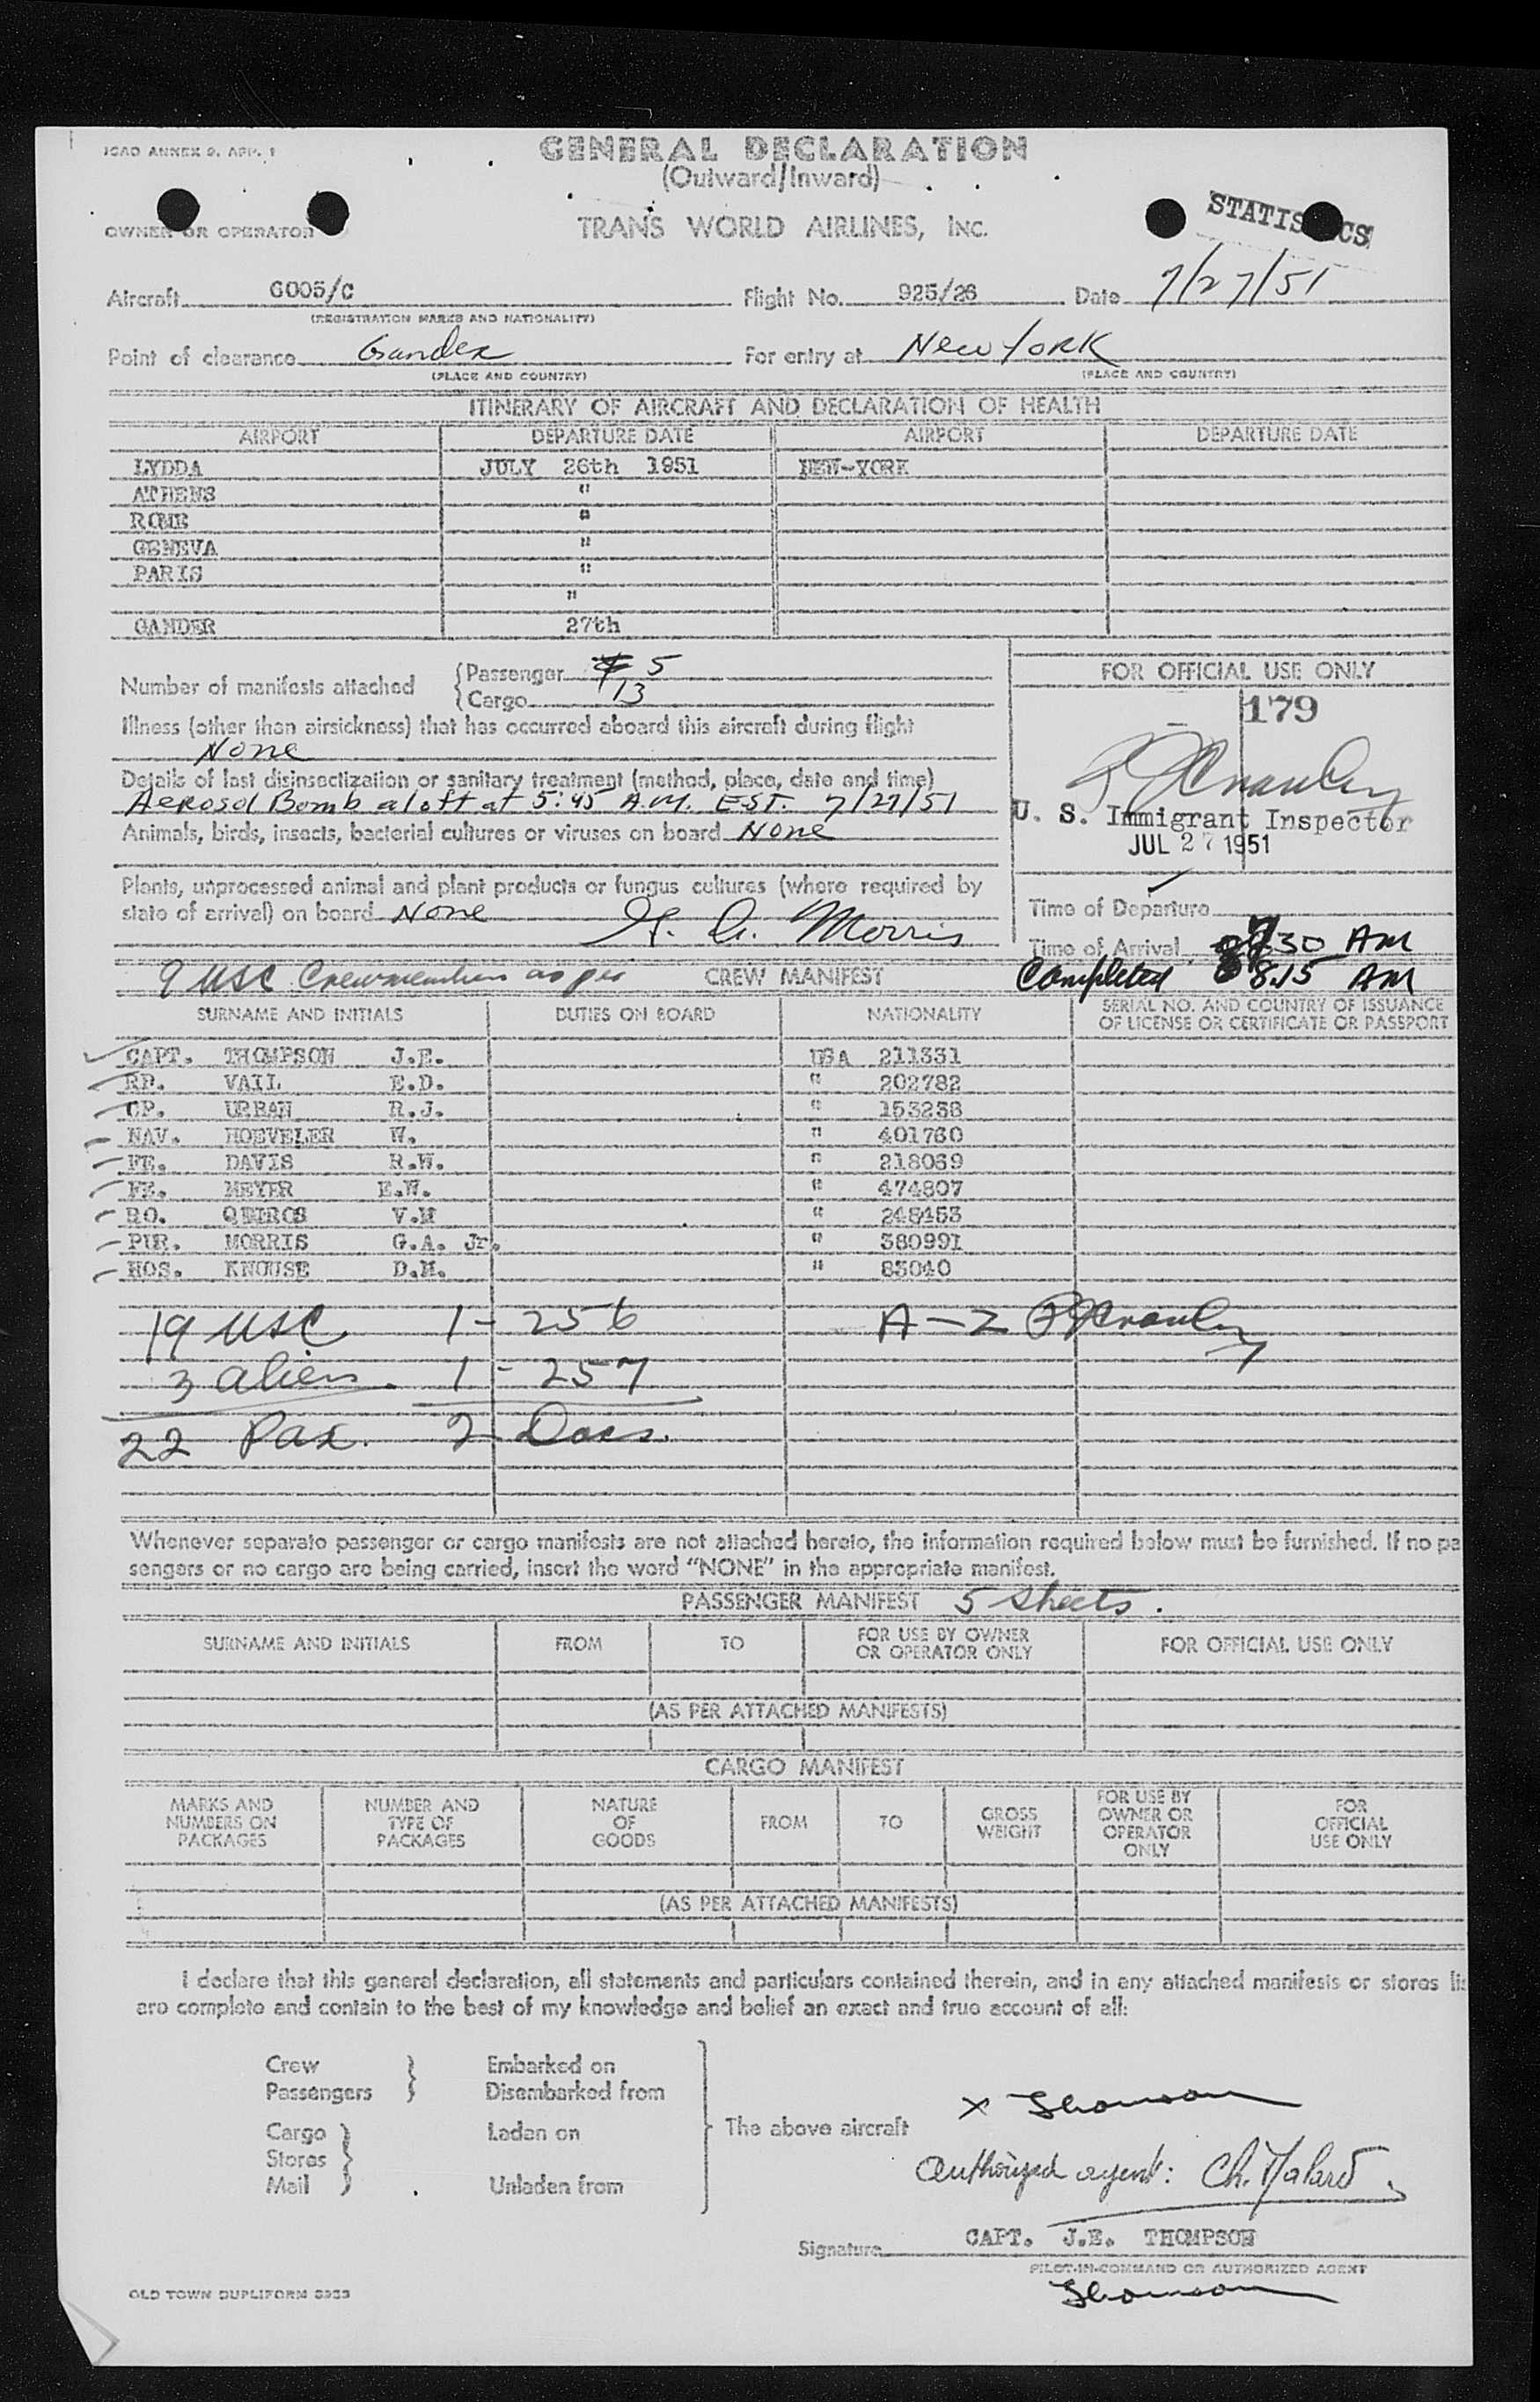 ICAO ANNEX 9. APP. 1
GENERAL DECLARATION
(Outward/Inward)
STATISTICS
OWNER OR OPERATOR
TRANS WORLD AIRLINES, INC.
Aircraft 6005/C Flight No. 925/26 Date 7/27/51
(REGISTRATION MARKS AND NATIONALITY)
Point of clearance Gander For entry at New York
(PLACE AND COUNTRY) (PLACE AND COUNTRY)
ITINERARY OF AIRCRAFT AND DECLARATION OF HEALTH
AIRPORT DEPARTURE DATE AIRPORT DEPARTURE DATE
LYDDA JULY 26th 1951 NEW-YORK
ATHENS "
ROME "
GENEVA "
PARIS "
"
GANDER 27th
Number of manifests attached {Passenger 5
{Cargo 13
FOR OFFICIAL USE ONLY
179
Illness (other than airsickness) that has occurred aboard this aircraft during flight
None
Details of last disinsectization or sanitary treatment (method, place, date and time)
Aerosol Bomb aloft at 5:45 A.M. EST. 7/27/51
U. S. Immigrant Inspector
Animals, birds, insects, bacterial cultures or viruses on board None
JUL 27 1951
Plants, unprocessed animal and plant products or fungus cultures (where required by
state of arrival) on board None G. A. Morris
Time of Departure
Time of Arrival 730 AM
9 USC Crewmembers as per CREW MANIFEST Completed 815 AM
SURNAME AND INITIALS DUTIES ON BOARD NATIONALITY SERIAL NO. AND COUNTRY OF ISSUANCE
OF LICENSE OR CERTIFICATE OR PASSPORT
CAPT. THOMPSON J.E. USA 211331
RP. VAIL E.D. " 202782
CP. URBAN R.J. " 153238
NAV. HOEVELER W. " 401760
FE. DAVIS R.W. " 218039
FE. MEYER E.W. " 474807
RO. QUIROS V.M " 248453
PUR. MORRIS G.A. Jr. " 380991
HOS. KNOUSE D.M. " 85040
19 USC 1 - 256 A-2
3 aliens 1 - 257
22 Pax. 2 Docs.
Whenever separate passenger or cargo manifests are not attached hereto, the information required below must be furnished. If no pa
sengers or no cargo are being carried, insert the word "NONE" in the appropriate manifest.
PASSENGER MANIFEST 5 sheets.
SURNAME AND INITIALS FROM TO FOR USE BY OWNER
OR OPERATOR ONLY FOR OFFICIAL USE ONLY
(AS PER ATTACHED MANIFESTS)
CARGO MANIFEST
MARKS AND
NUMBERS ON
PACKAGES NUMBER AND
TYPE OF
PACKAGES NATURE
OF
GOODS FROM TO GROSS
WEIGHT FOR USE BY
OWNER OR
OPERATOR
ONLY FOR
OFFICIAL
USE ONLY
(AS PER ATTACHED MANIFESTS)
I declare that this general declaration, all statements and particulars contained therein, and in any attached manifests or stores lis
are complete and contain to the best of my knowledge and belief an exact and true account of all:
Crew } Embarked on
Passengers } Disembarked from
Cargo } Laden on The above aircraft
Stores }
Mail } Unladen from
authorized agent:
Signature CAPT. J.E. THOMPSON
PILOT-IN-COMMAND OR AUTHORIZED AGENT
OLD TOWN DUPLIFORM 3933